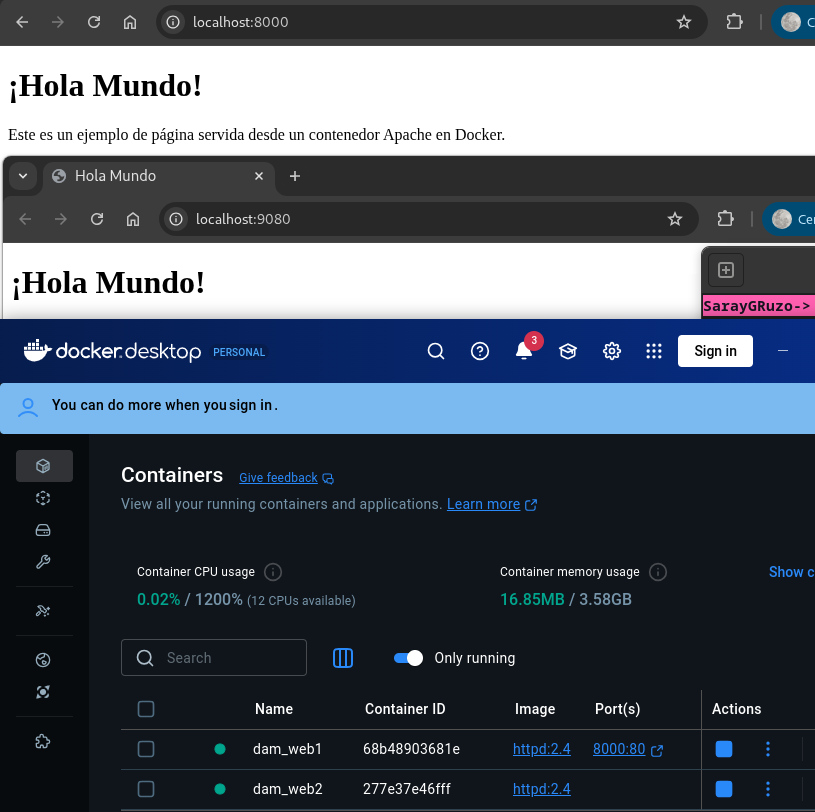 localhost:8000
C
¡Hola Mundo!
Este es un ejemplo de página servida desde un contenedor Apache en Docker.
Hola Mundo
localhost:9080
Cer
¡Hola Mundo!
SarayGRuzo->
docker.desktop PERSONAL
3
Sign in
You can do more when you sign in.
Containers Give feedback
View all your running containers and applications. Learn more
Container CPU usage
0.02% / 1200% (12 CPUs available)
Container memory usage
16.85MB / 3.58GB
Show c
Search
Only running
Name Container ID Image Port(s) Actions
dam_web1 68b48903681e httpd:2.4 8000:80
dam_web2 277e37e46fff httpd:2.4